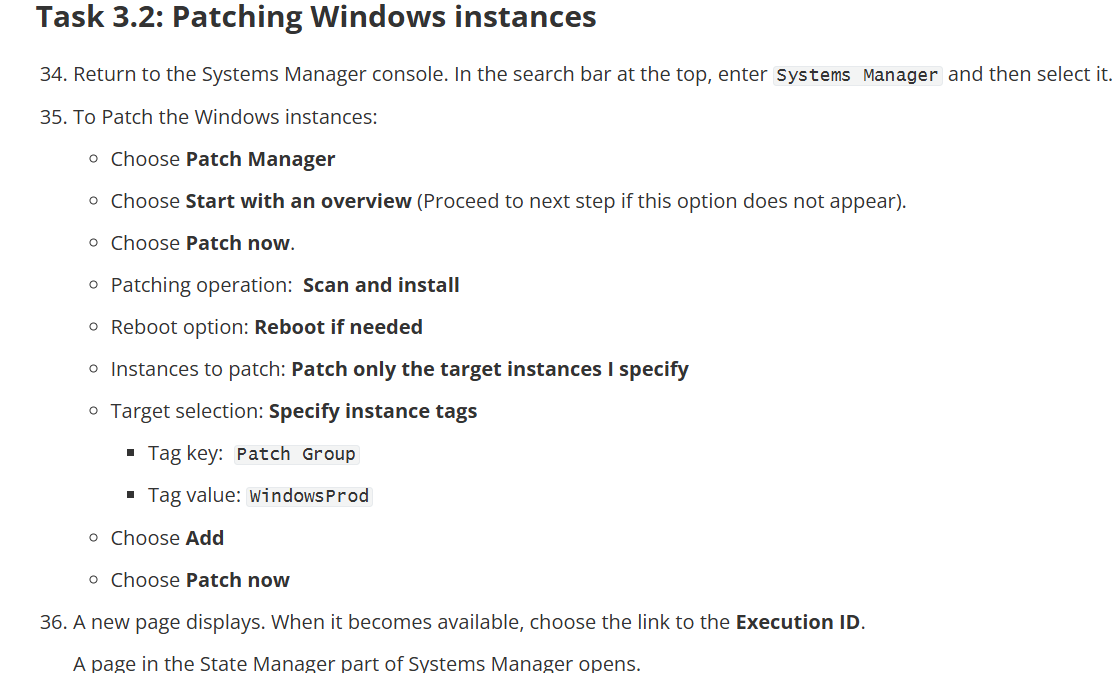 Task 3.2: Patching Windows instances
34. Return to the Systems Manager console. In the search bar at the top, enter Systems Manager and then select it.
35. To Patch the Windows instances:
Choose Patch Manager
Choose Start with an overview (Proceed to next step if this option does not appear).
Choose Patch now.
Patching operation: Scan and install
Reboot option: Reboot if needed
Instances to patch: Patch only the target instances I specify
Target selection: Specify instance tags
Tag key: Patch Group
Tag value: WindowsProd
Choose Add
Choose Patch now
36. A new page displays. When it becomes available, choose the link to the Execution ID.
A page in the State Manager part of Systems Manager opens.